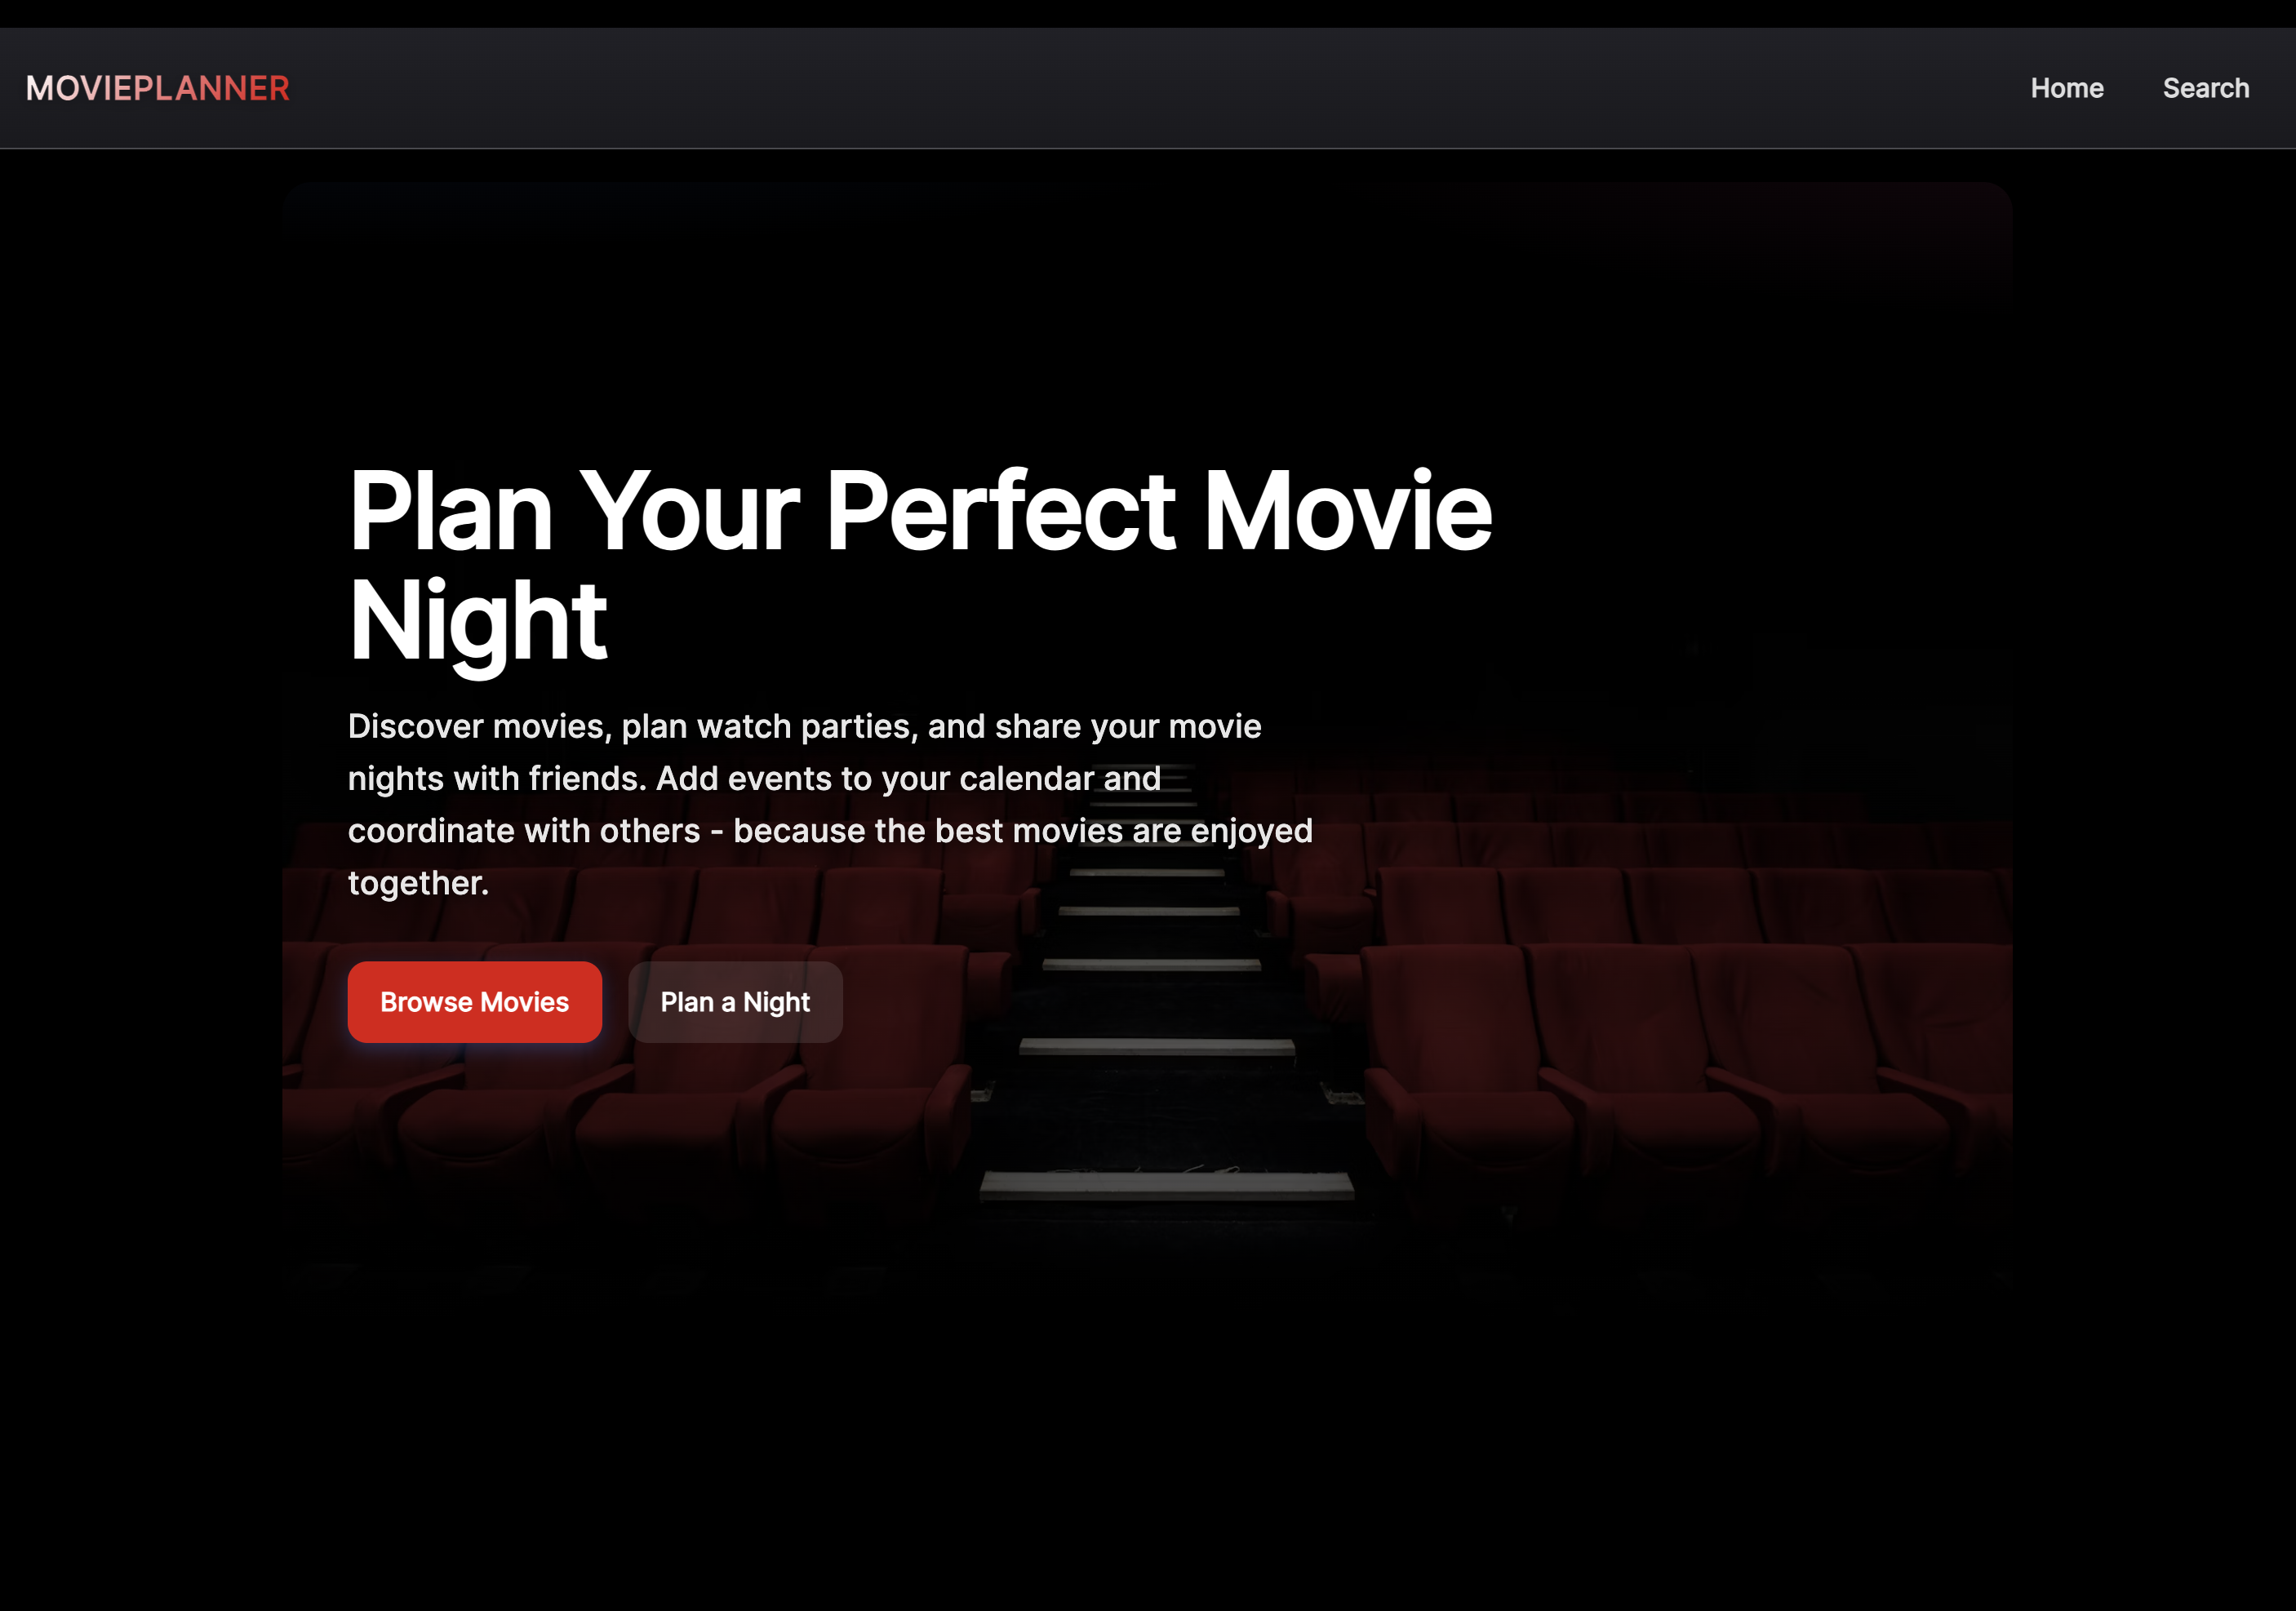 MOVIEPLANNER
Home
Search
Plan Your Perfect Movie
Night
Discover movies, plan watch parties, and share your movie
nights with friends. Add events to your calendar and
coordinate with others - because the best movies are enjoyed
together.
Browse Movies
Plan a Night